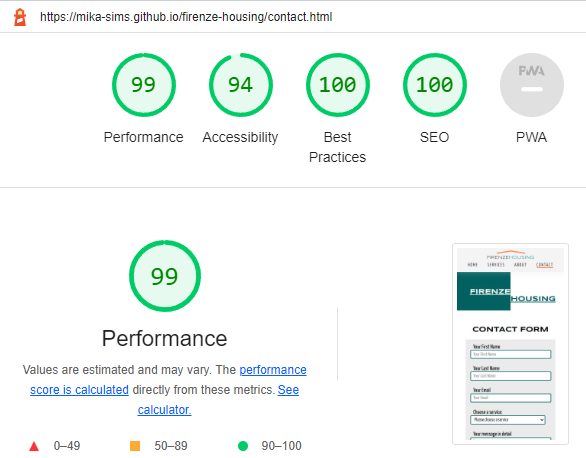 https://mika-sims.github.io/firenze-housing/contact.html
99 94 100 100 PWA
Performance Accessibility Best Practices SEO PWA
99
Performance
Values are estimated and may vary. The performance
score is calculated directly from these metrics. See
calculator.
0–49 50–89 90–100
FIRENZEHOUSING
HOME SERVICES ABOUT CONTACT
FIRENZE
HOUSING
CONTACT FORM
Your First Name
Your First Name
Your Last Name
Your Last Name
Your Email
Your Email
Choose a service
Please choose a service
Your message in detail